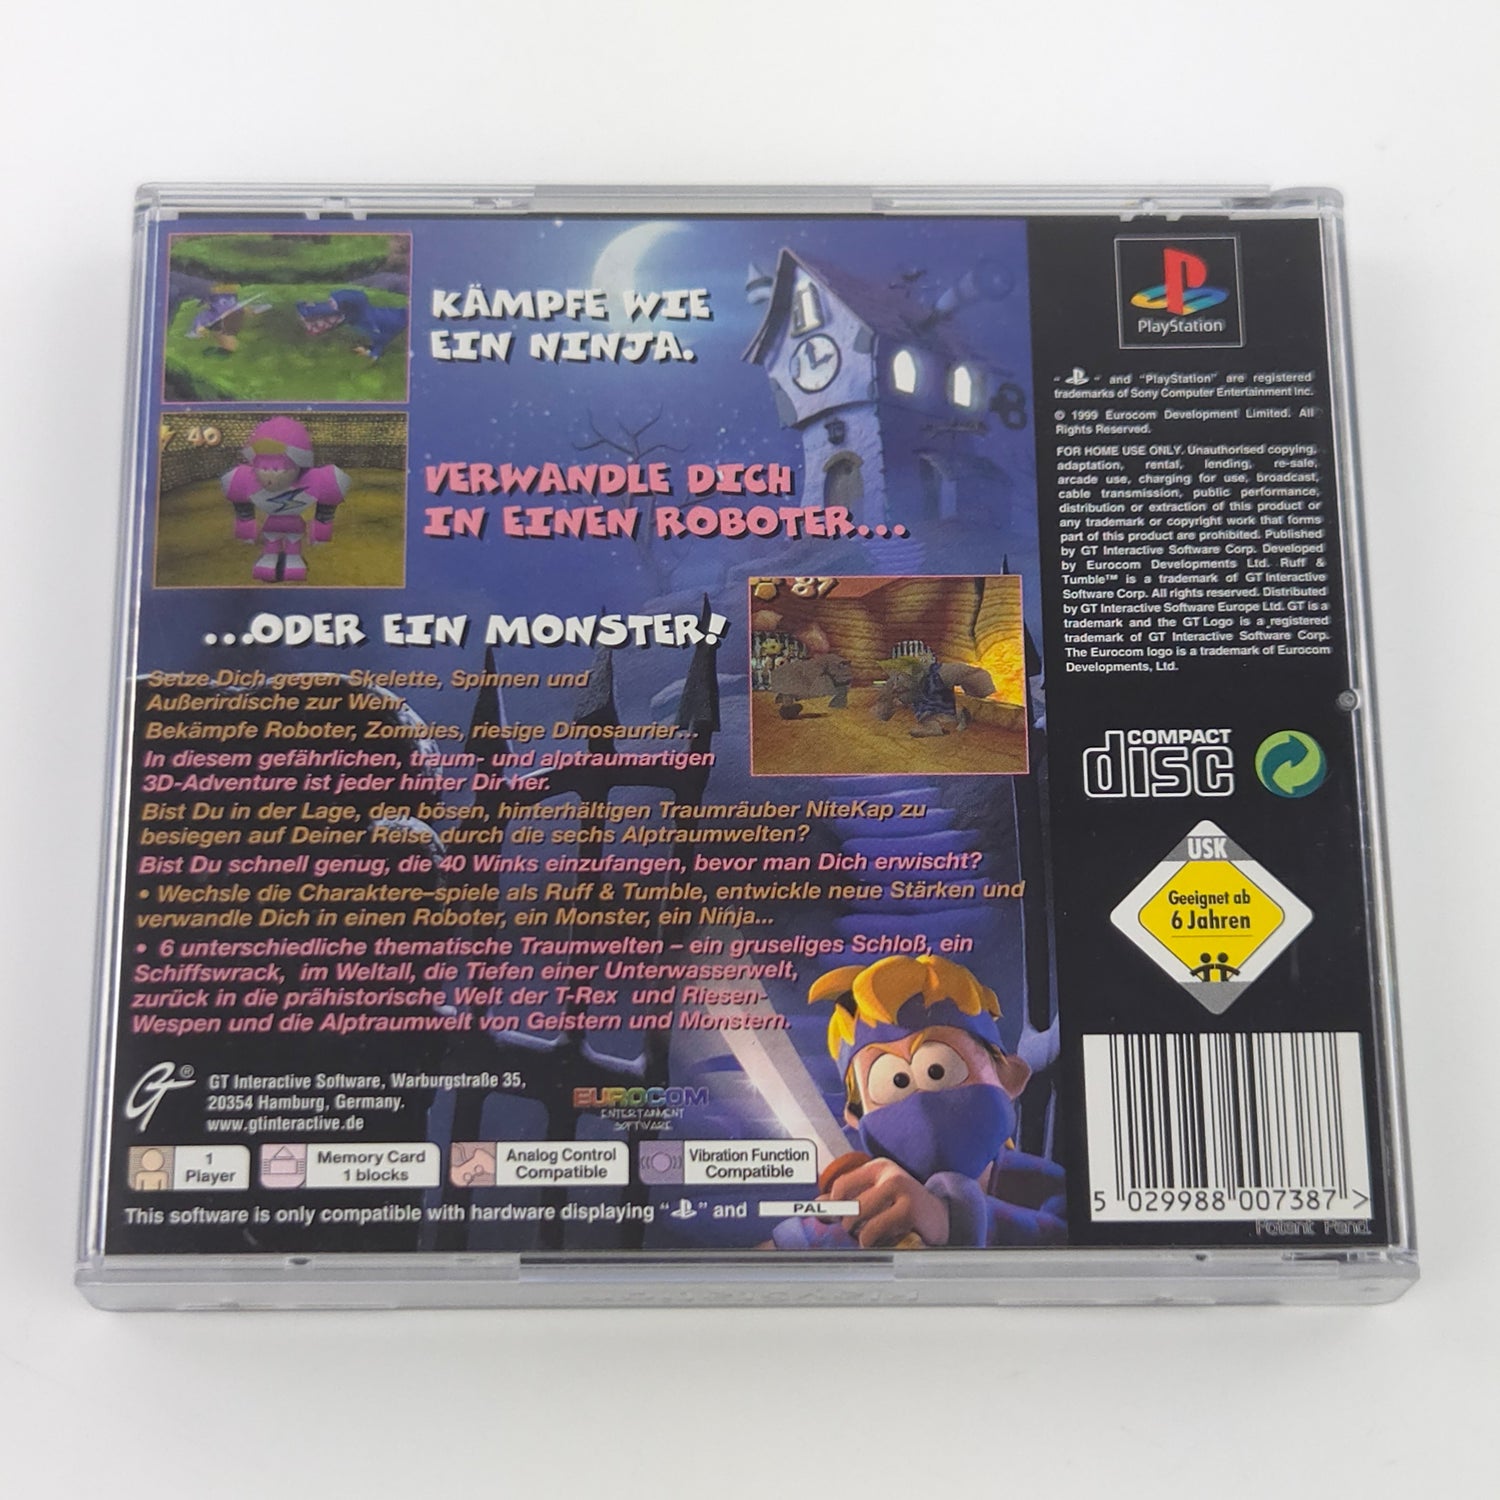 KÄMPFE WIE
EIN NINJA.
40
VERWANDLE DICH
IN EINEN ROBOTER...
...ODER EIN MONSTER!
Setze Dich gegen Skelette, Spinnen und
Außerirdische zur Wehr.
Bekämpfe Roboter, Zombies, riesige Dinosaurier...
In diesem gefährlichen, traum- und alptraumartigen
3D-Adventure ist jeder hinter Dir her.
Bist Du in der Lage, den bösen, hinterhältigen Traumräuber NiteKap zu
besiegen auf Deiner Reise durch die sechs Alptraumwelten?
Bist Du schnell genug, die 40 Winks einzufangen, bevor man Dich erwischt?
• Wechsle die Charaktere–spiele als Ruff & Tumble, entwickle neue Stärken und
verwandle Dich in einen Roboter, ein Monster, ein Ninja...
• 6 unterschiedliche thematische Traumwelten – ein gruseliges Schloß, ein
Schiffswrack, im Weltall, die Tiefen einer Unterwasserwelt,
zurück in die prähistorische Welt der T-Rex und Riesen-
Wespen und die Alptraumwelt von Geistern und Monstern.
GT ®
GT Interactive Software, Warburgstraße 35,
20354 Hamburg, Germany.
www.gtinteractive.de
EUROCOM
ENTERTAINMENT
SOFTWARE
1
Player
Memory Card
1 blocks
Analog Control
Compatible
Vibration Function
Compatible
This software is only compatible with hardware displaying " " and PAL
PlayStation
" " and "PlayStation" are registered
trademarks of Sony Computer Entertainment Inc.
© 1999 Eurocom Development Limited. All
Rights Reserved.
FOR HOME USE ONLY. Unauthorised copying,
adaptation, rental, lending, re-sale,
arcade use, charging for use, broadcast,
cable transmission, public performance,
distribution or extraction of this product or
any trademark or copyright work that forms
part of this product are prohibited. Published
by GT Interactive Software Corp. Developed
by Eurocom Developments Ltd. Ruff &
Tumble™ is a trademark of GT Interactive
Software Corp. All rights reserved. Distributed
by GT Interactive Software Europe Ltd. GT is a
trademark and the GT Logo is a registered
trademark of GT Interactive Software Corp.
The Eurocom logo is a trademark of Eurocom
Developments, Ltd.
COMPACT
disc
USK
Geeignet ab
6 Jahren
5 029988 007387 >
Patent Pend.